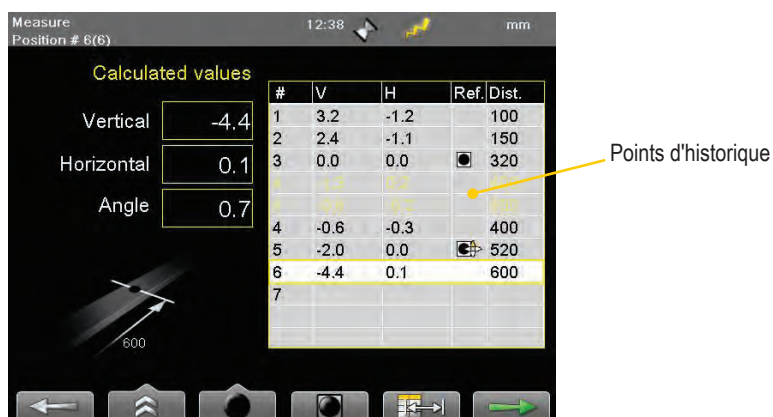 Measure
Position # 6(6)
12:38
mm
Calculated values
Vertical -4.4
Horizontal 0.1
Angle 0.7
600
# V H Ref. Dist.
1 3.2 -1.2 100
2 2.4 -1.1 150
3 0.0 0.0 320
4 -0.6 -0.3 400
5 -2.0 0.0 520
6 -4.4 0.1 600
7
Points d'historique